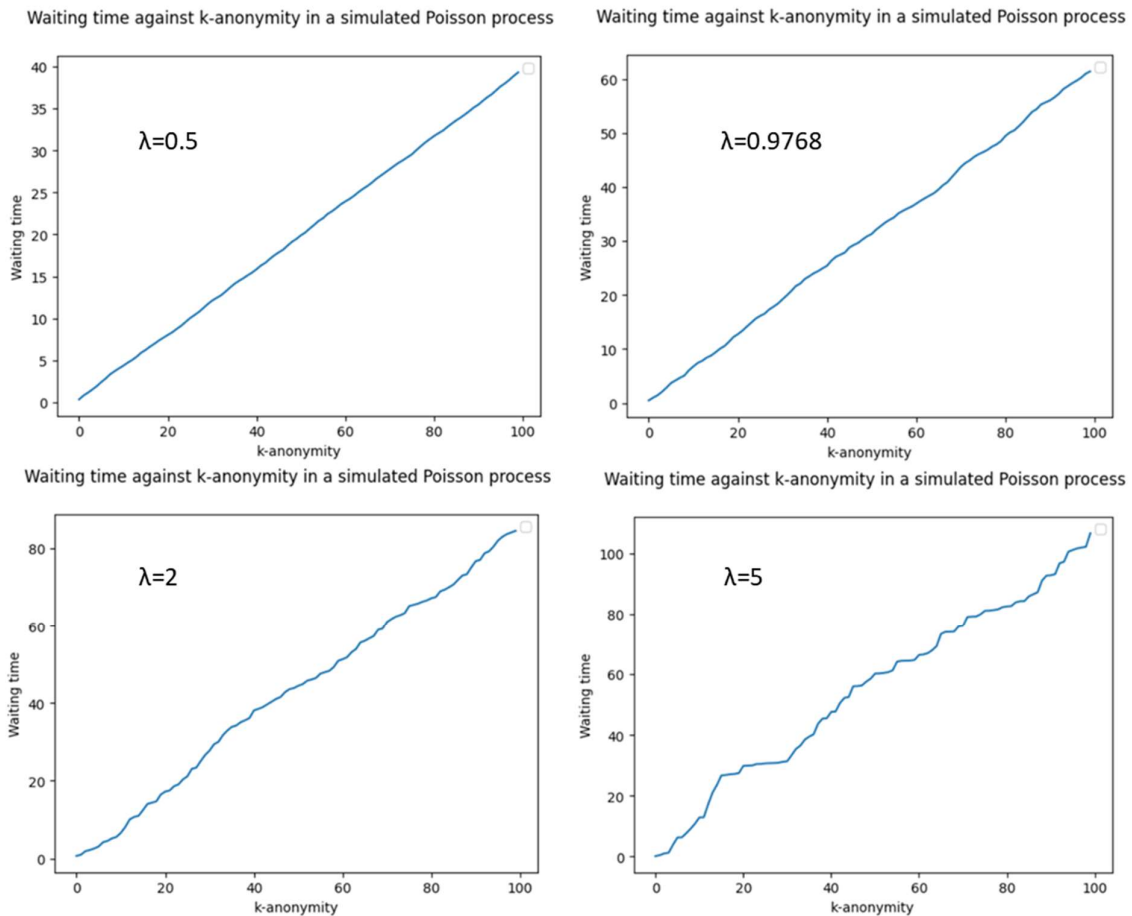 Waiting time against k-anonymity in a simulated Poisson process
40
35
30
25
20
15
10
5
0
Waiting time
λ=0.5
0 20 40 60 80 100
k-anonymity
Waiting time against k-anonymity in a simulated Poisson process
60
50
40
30
20
10
0
Waiting time
λ=0.9768
0 20 40 60 80 100
k-anonymity
Waiting time against k-anonymity in a simulated Poisson process
80
60
40
20
0
Waiting time
λ=2
0 20 40 60 80 100
k-anonymity
Waiting time against k-anonymity in a simulated Poisson process
100
80
60
40
20
0
Waiting time
λ=5
0 20 40 60 80 100
k-anonymity